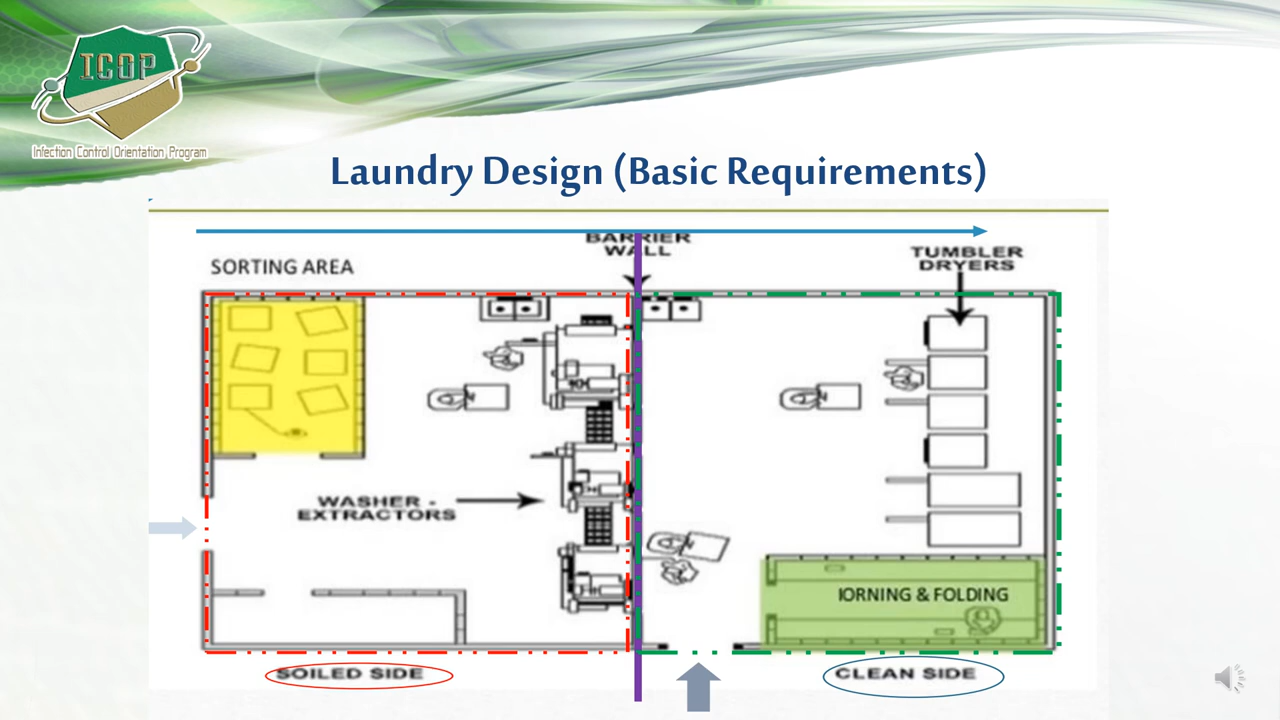 ICOP
Infection Control Orientation Program
Laundry Design (Basic Requirements)
BARRIER
WALL
SORTING AREA
TUMBLER
DRYERS
WASHER -
EXTRACTORS
IORNING & FOLDING
SOILED SIDE
CLEAN SIDE